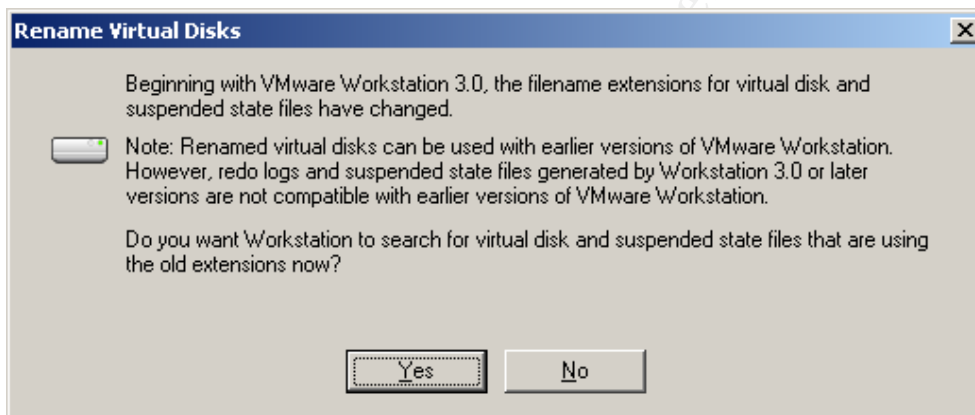 Rename Virtual Disks
Beginning with VMware Workstation 3.0, the filename extensions for virtual disk and
suspended state files have changed.
Note: Renamed virtual disks can be used with earlier versions of VMware Workstation.
However, redo logs and suspended state files generated by Workstation 3.0 or later
versions are not compatible with earlier versions of VMware Workstation.
Do you want Workstation to search for virtual disk and suspended state files that are using
the old extensions now?
Yes
No